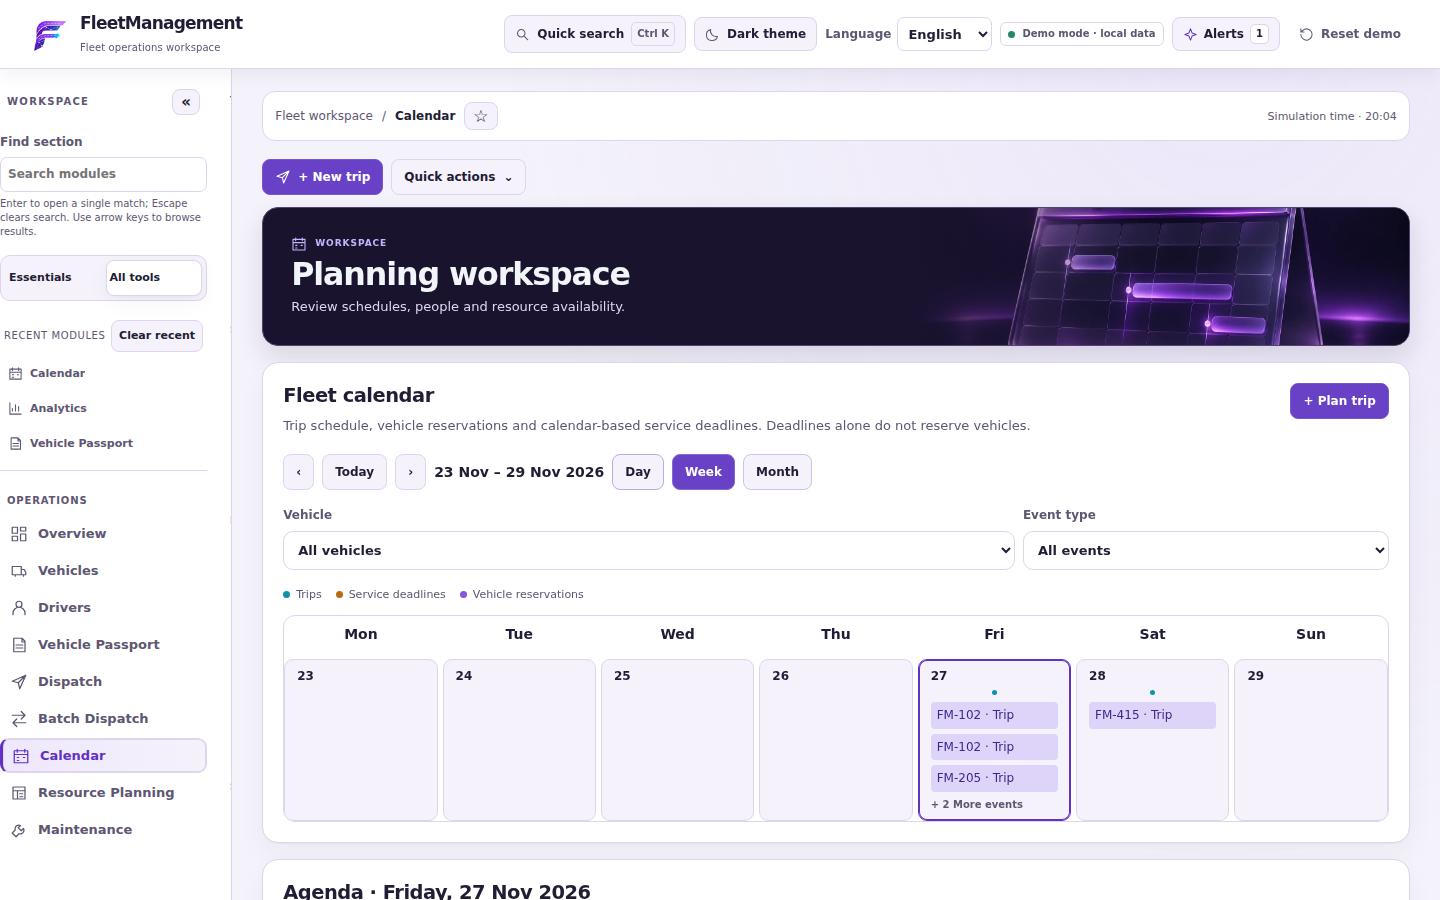 FleetManagement
Fleet operations workspace
Quick search Ctrl K
Dark theme
Language
English
Demo mode · local data
Alerts 1
Reset demo
WORKSPACE
«
Find section
Search modules
Enter to open a single match; Escape
clears search. Use arrow keys to browse
results.
Essentials
All tools
RECENT MODULES
Clear recent
Calendar
Analytics
Vehicle Passport
OPERATIONS
Overview
Vehicles
Drivers
Vehicle Passport
Dispatch
Batch Dispatch
Calendar
Resource Planning
Maintenance
Fleet workspace / Calendar ☆
Simulation time · 20:04
+ New trip
Quick actions ⌄
WORKSPACE
Planning workspace
Review schedules, people and resource availability.
Fleet calendar
Trip schedule, vehicle reservations and calendar-based service deadlines. Deadlines alone do not reserve vehicles.
+ Plan trip
‹ Today › 23 Nov – 29 Nov 2026 Day Week Month
Vehicle
All vehicles
Event type
All events
Trips
Service deadlines
Vehicle reservations
Mon Tue Wed Thu Fri Sat Sun
23 24 25 26 27 28 29
FM-102 · Trip
FM-102 · Trip
FM-205 · Trip
+ 2 More events
FM-415 · Trip
Agenda · Friday, 27 Nov 2026